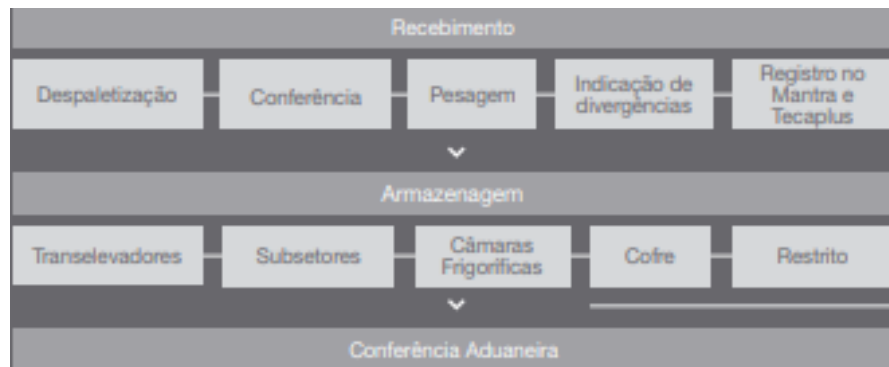 Recebimento
Despaletização
Conferência
Pesagem
Indicação de
divergências
Registro no
Mantra e
Tecaplus
Armazenagem
Transelevadores
Subsetores
Câmaras
Frigoríficas
Cofre
Restrito
Conferência Aduaneira